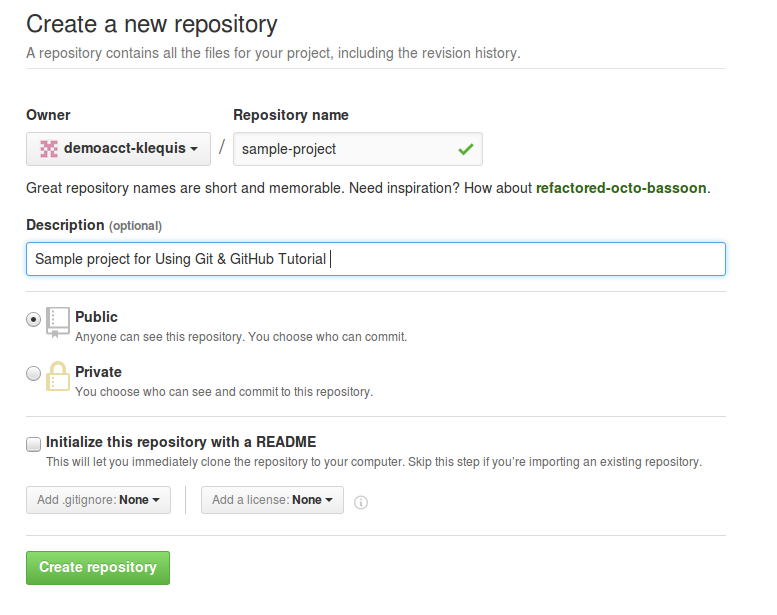 Create a new repository
A repository contains all the files for your project, including the revision history.
Owner Repository name
demoacct-klequis / sample-project
Great repository names are short and memorable. Need inspiration? How about refactored-octo-bassoon.
Description (optional)
Sample project for Using Git & GitHub Tutorial
Public
Anyone can see this repository. You choose who can commit.
Private
You choose who can see and commit to this repository.
Initialize this repository with a README
This will let you immediately clone the repository to your computer. Skip this step if you’re importing an existing repository.
Add .gitignore: None Add a license: None
Create repository